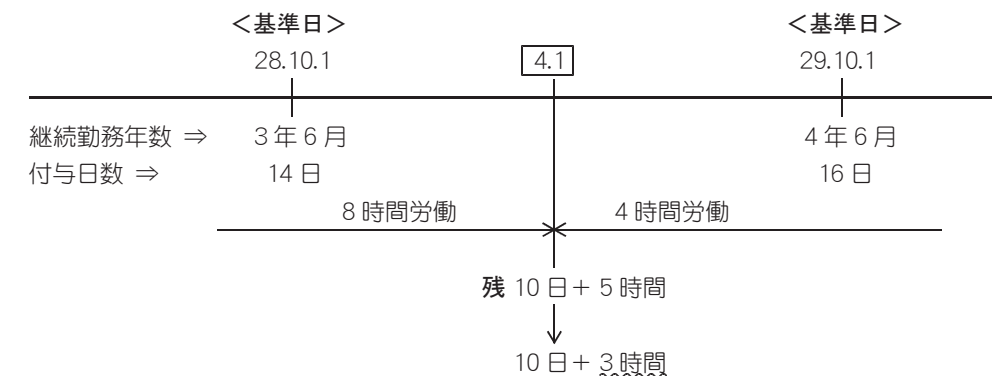 ＜基準日＞ ＜基準日＞
28.10.1 4.1 29.10.1
継続勤務年数 ⇒ 3年6月 4年6月
付与日数 ⇒ 14日 16日
8時間労働 4時間労働
残 10日＋5時間
10日＋3時間